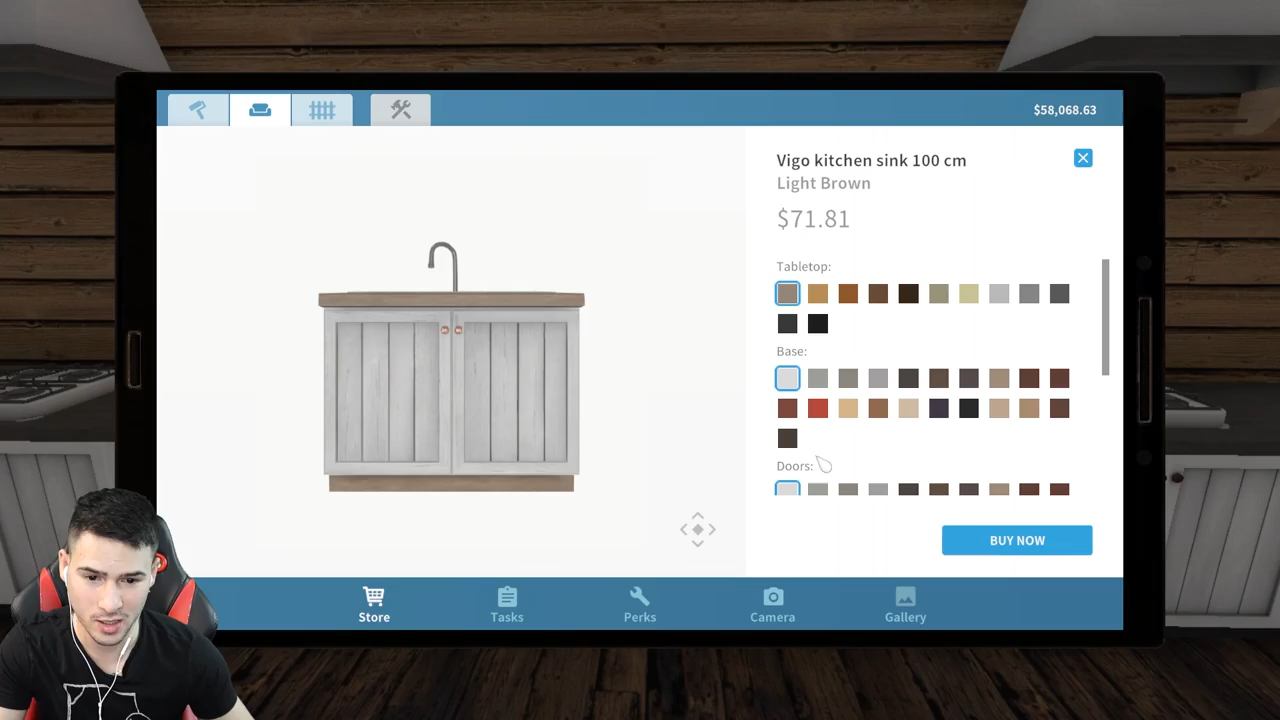 $58,068.63
Vigo kitchen sink 100 cm
Light Brown
$71.81
Tabletop:
Base:
Doors:
BUY NOW
Store
Tasks
Perks
Camera
Gallery